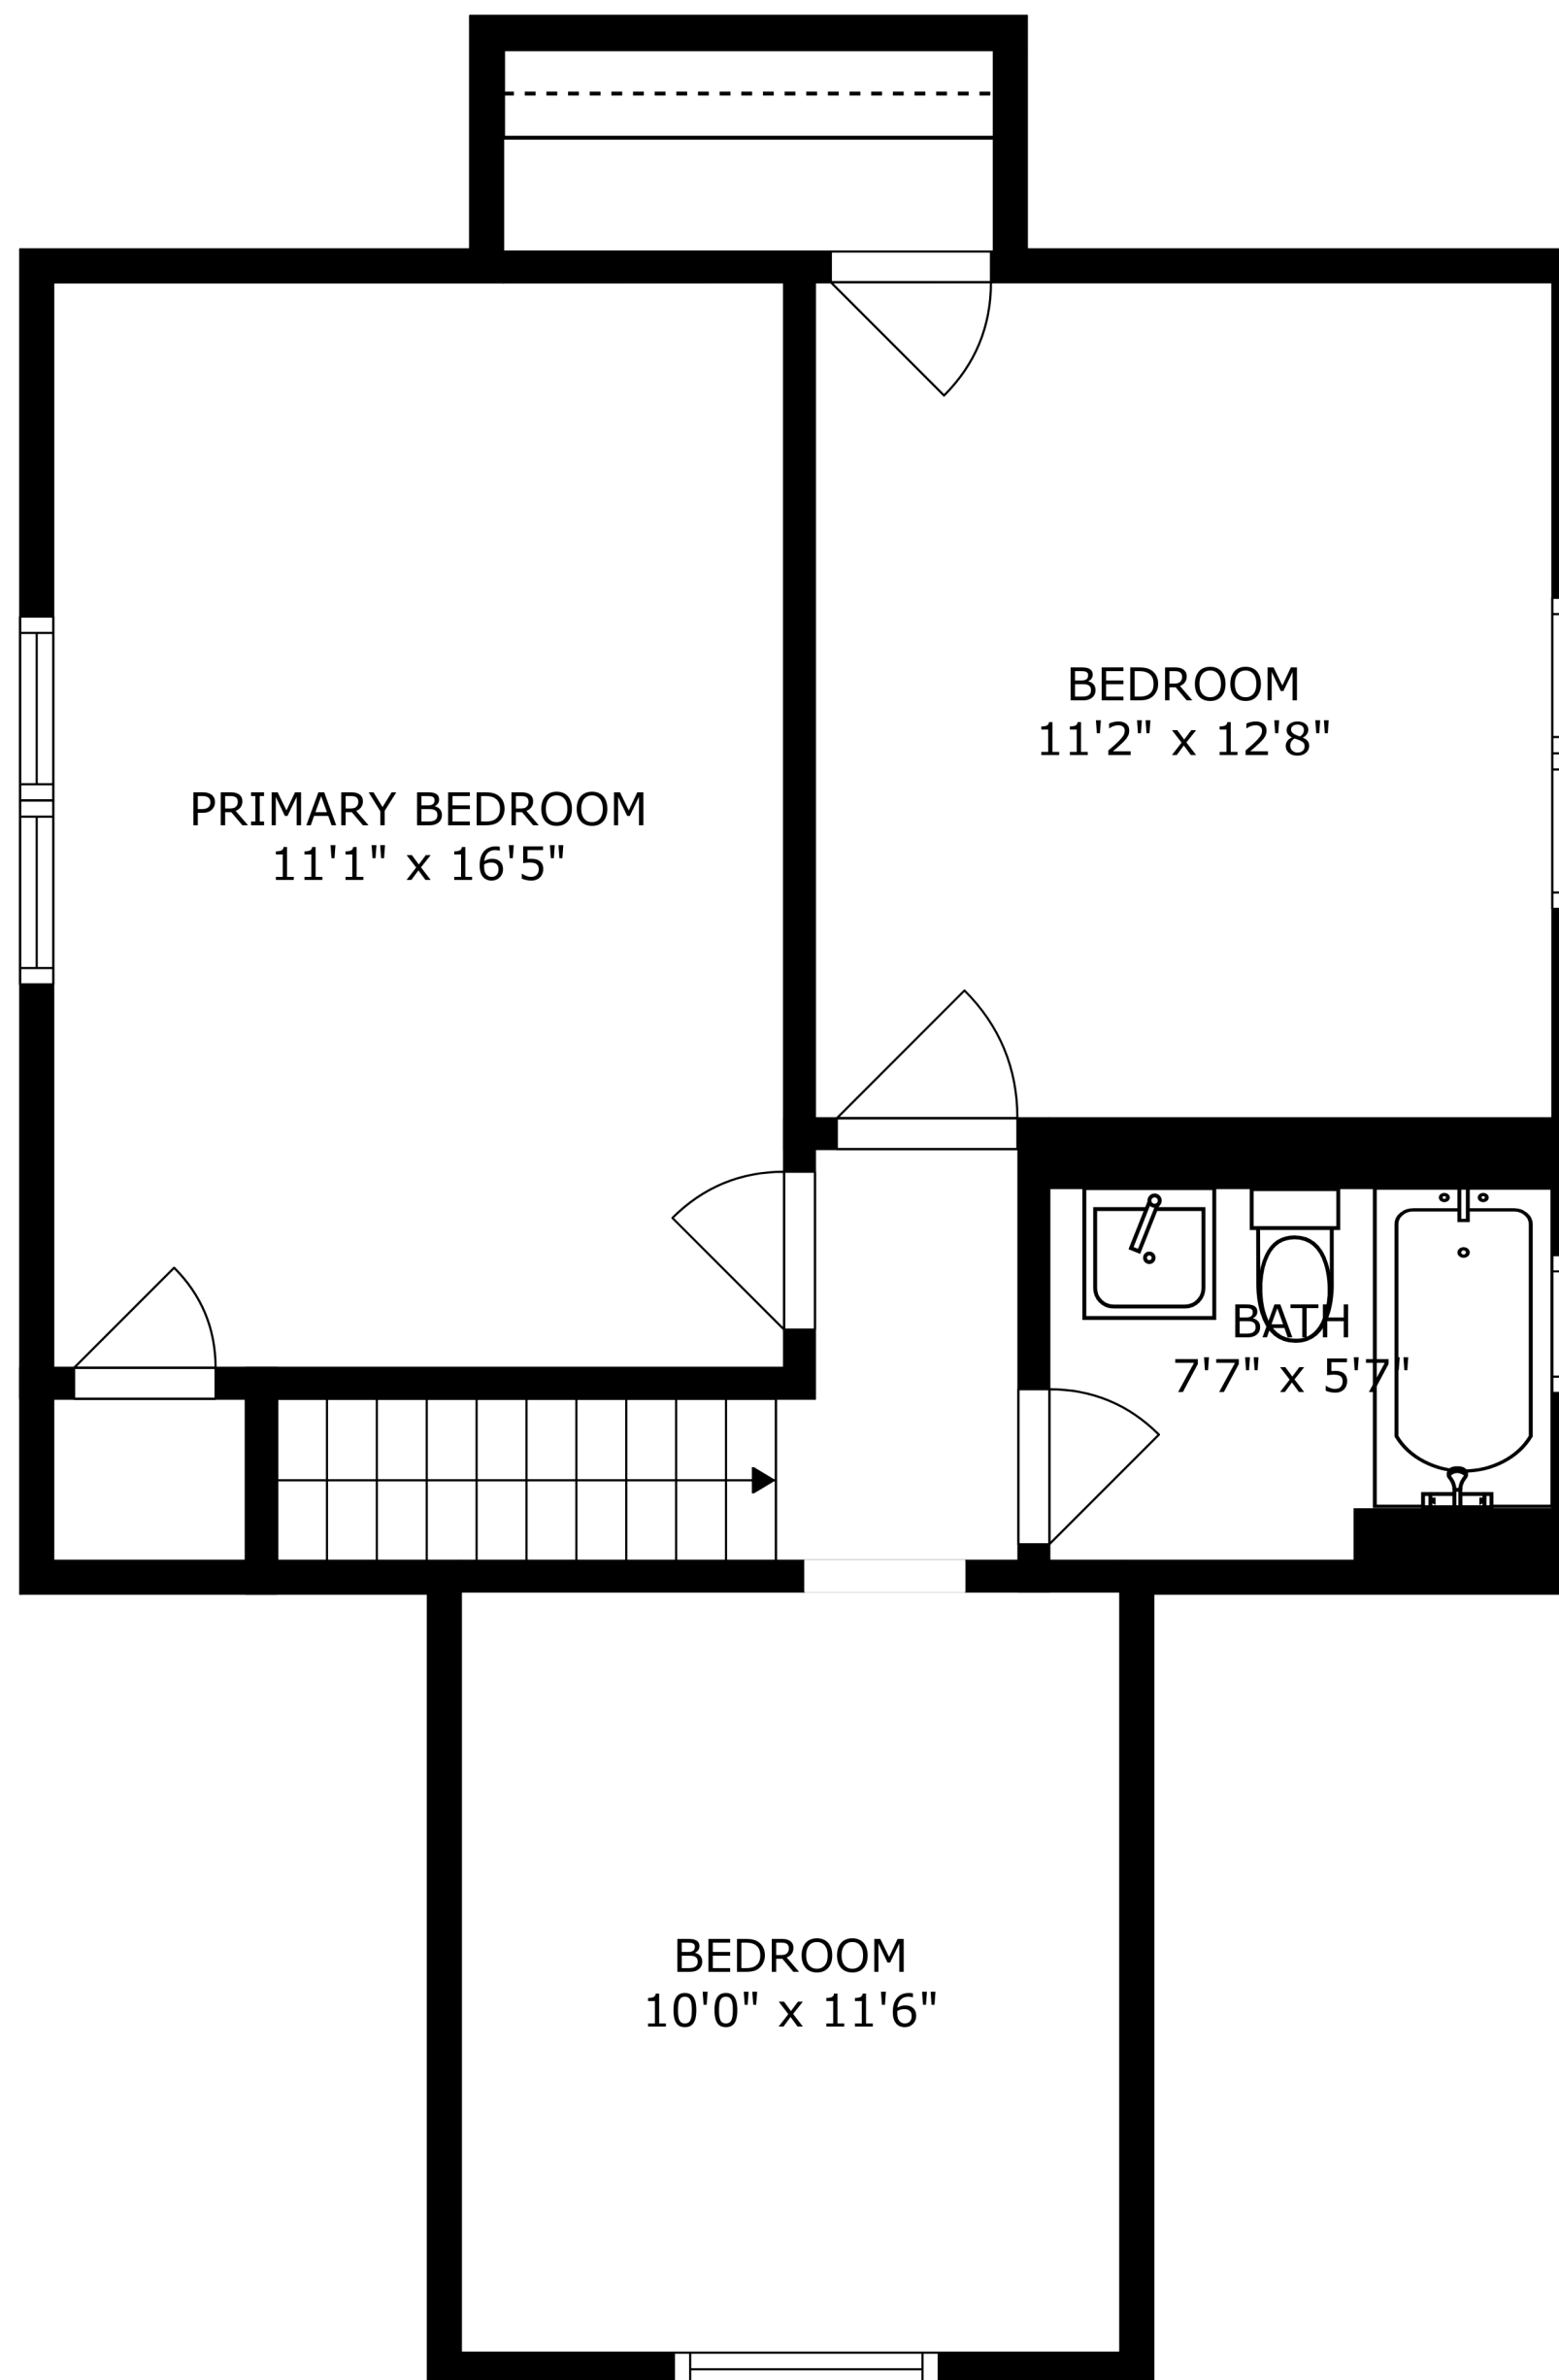 BEDROOM
11'2" x 12'8"
PRIMARY BEDROOM
11'1" x 16'5"
BATH
7'7" x 5'7"
BEDROOM
10'0" x 11'6"